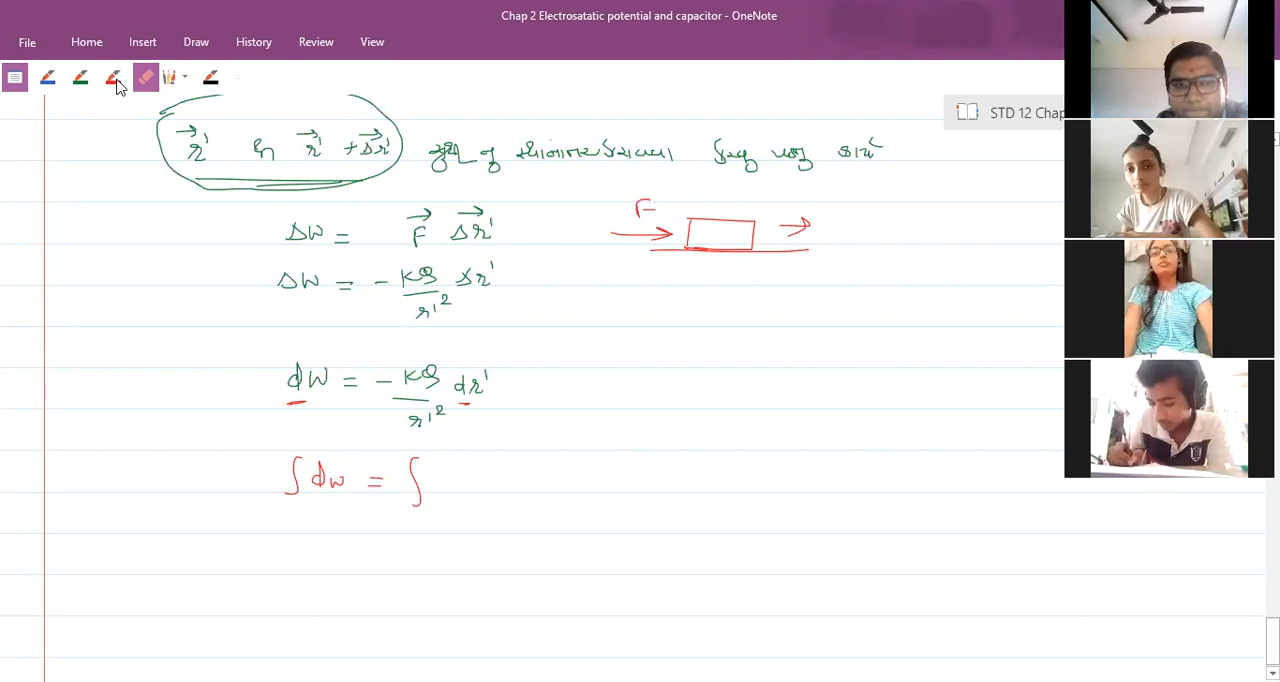 Chap 2 Electrosatatic potential and capacitor - OneNote
File Home Insert Draw History Review View
STD 12 Chap
r⃗' r⃗' + Δr⃗'
ΔW = F⃗ Δr⃗'
F
ΔW = - KQ/r'² Δr'
dW = - KQ/r'² dr'
∫ dw = ∫